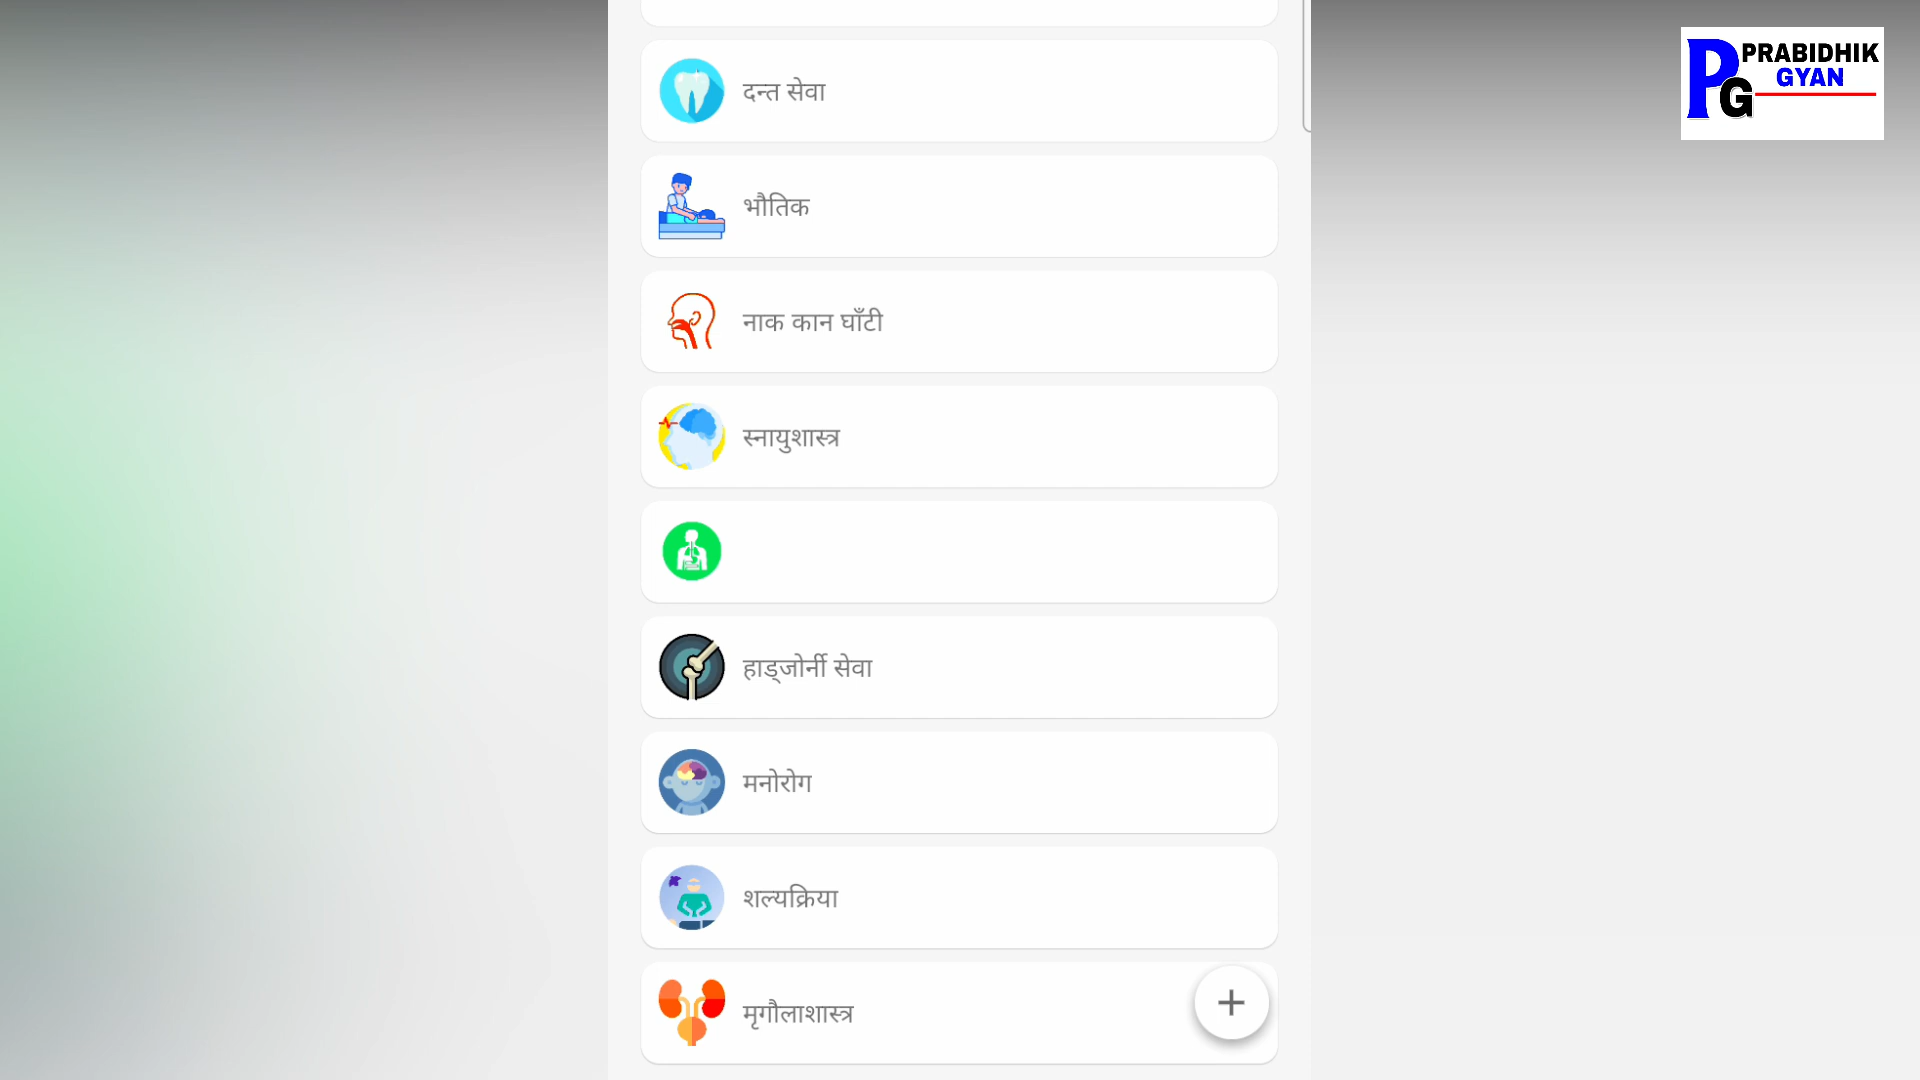 PRABIDHIK
GYAN
PG
दन्त सेवा
भौतिक
नाक कान घाँटी
स्नायुशास्त्र
हाड्जोर्नी सेवा
मनोरोग
शल्यक्रिया
मृगौलाशास्त्र